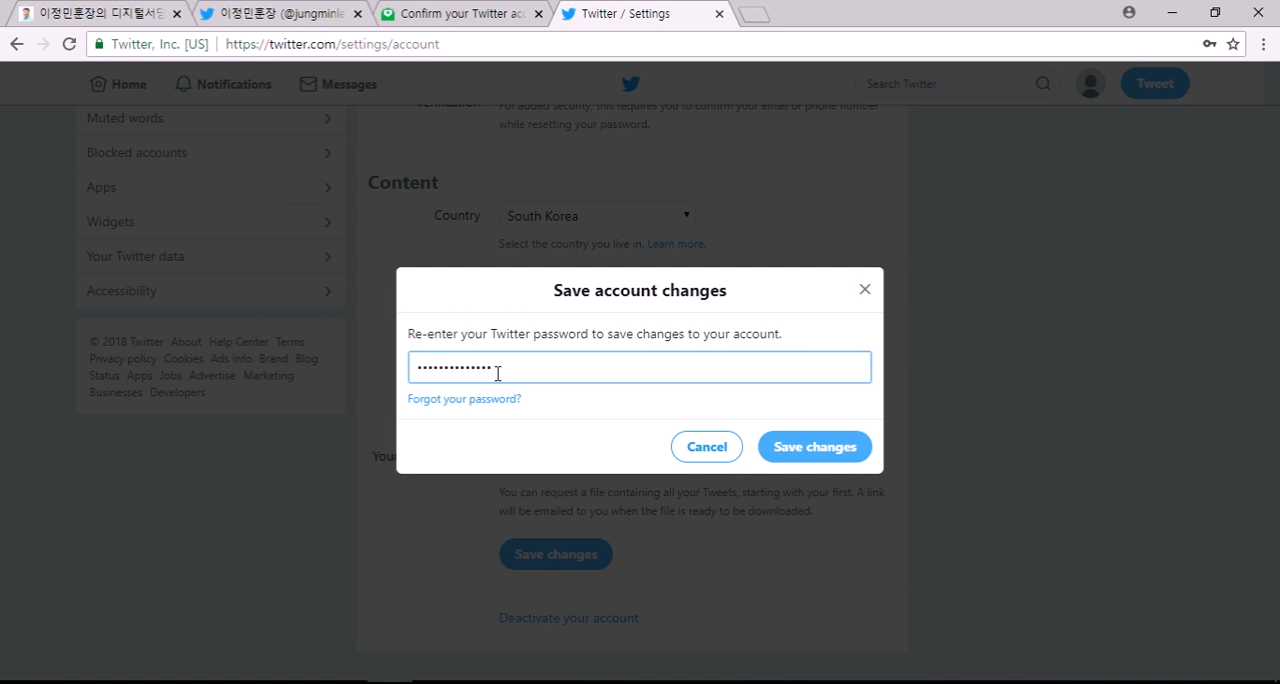 이정민훈장의 디지털서당
이정민훈장 (@jungminle
Confirm your Twitter acc
Twitter / Settings
Twitter, Inc. [US] | https://twitter.com/settings/account
Home
Notifications
Messages
Search Twitter
Tweet
Muted words
Blocked accounts
Apps
Widgets
Your Twitter data
Accessibility
© 2018 Twitter About Help Center Terms
Privacy policy Cookies Ads info Brand Blog
Status Apps Jobs Advertise Marketing
Businesses Developers
verification
For added security, this requires you to confirm your email or phone number
while resetting your password.
Content
Country
South Korea
Select the country you live in. Learn more.
Save account changes
Re-enter your Twitter password to save changes to your account.
••••••••••••••
Forgot your password?
Cancel
Save changes
You
You can request a file containing all your Tweets, starting with your first. A link
will be emailed to you when the file is ready to be downloaded.
Save changes
Deactivate your account